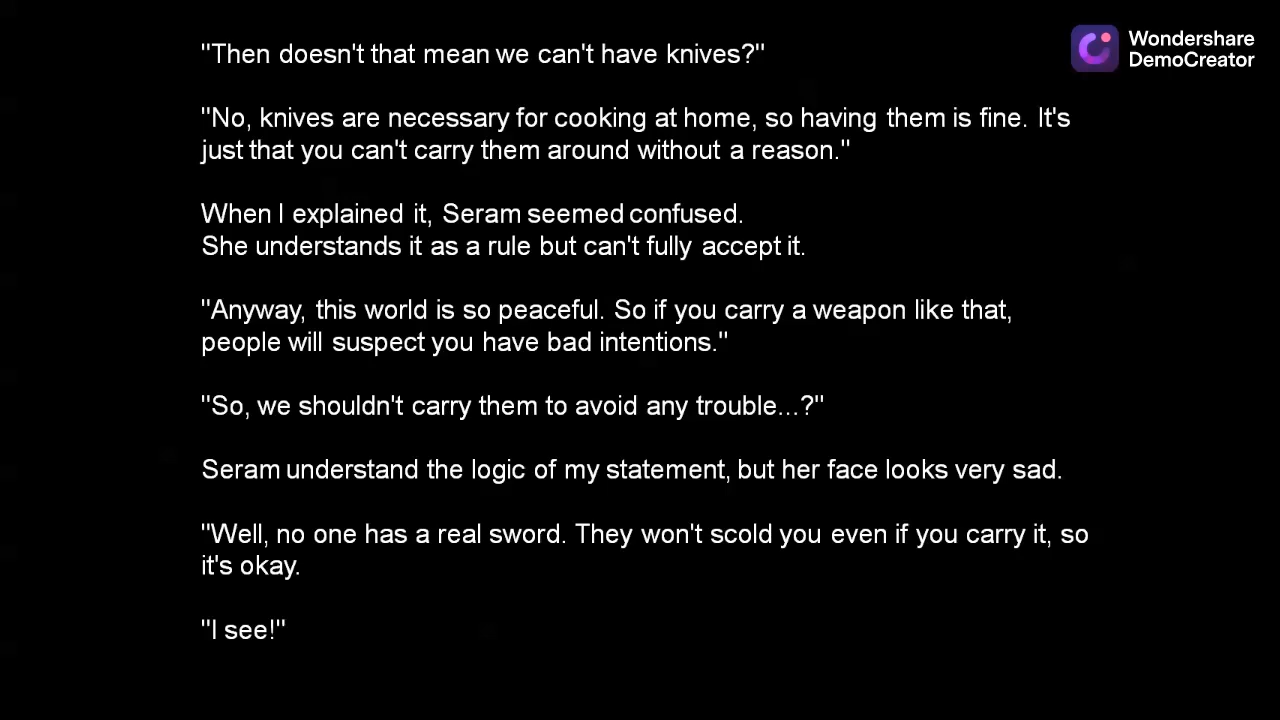 Wondershare
DemoCreator
"Then doesn't that mean we can't have knives?"
"No, knives are necessary for cooking at home, so having them is fine. It's
just that you can't carry them around without a reason."
When I explained it, Seram seemed confused.
She understands it as a rule but can't fully accept it.
"Anyway, this world is so peaceful. So if you carry a weapon like that,
people will suspect you have bad intentions."
"So, we shouldn't carry them to avoid any trouble...?"
Seram understand the logic of my statement, but her face looks very sad.
"Well, no one has a real sword. They won't scold you even if you carry it, so
it's okay.
"I see!"